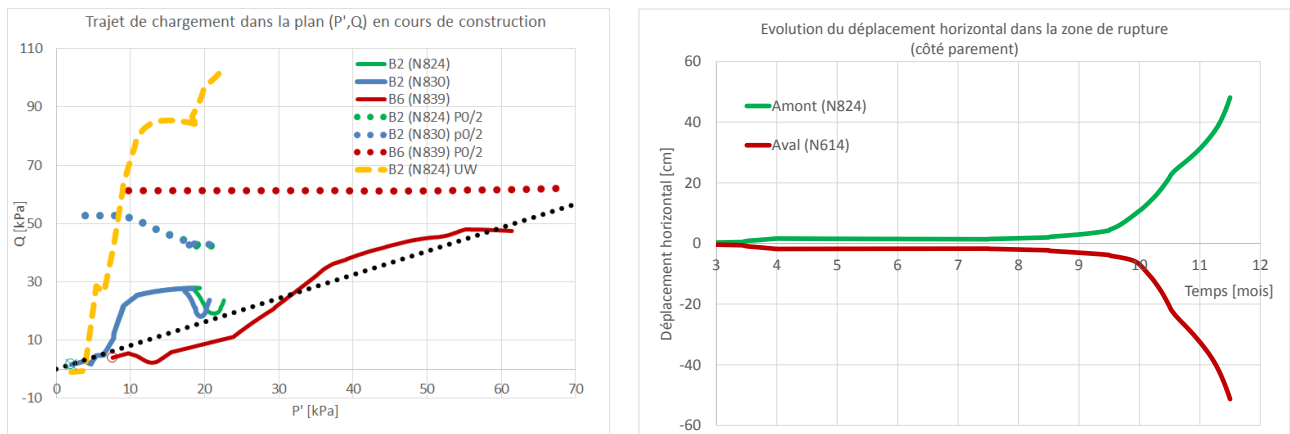 Trajet de chargement dans la plan (P',Q) en cours de construction
110
90
70
50
30
10
-10
Q [kPa]
0 10 20 30 40 50 60 70
P' [kPa]
B2 (N824)
B2 (N830)
B6 (N839)
B2 (N824) P0/2
B2 (N830) p0/2
B6 (N839) P0/2
B2 (N824) UW
Evolution du déplacement horizontal dans la zone de rupture
(côté parement)
60
40
20
0
-20
-40
-60
Déplacement horizontal [cm]
Amont (N824)
Aval (N614)
3 4 5 6 7 8 9 10 11 12
Temps [mois]